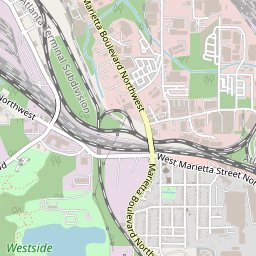 Marietta Boulevard Northwest
Atlanta Terminal Subdivision
Northwest
West Marietta Street Nor
Marietta Boulevard North
Westside